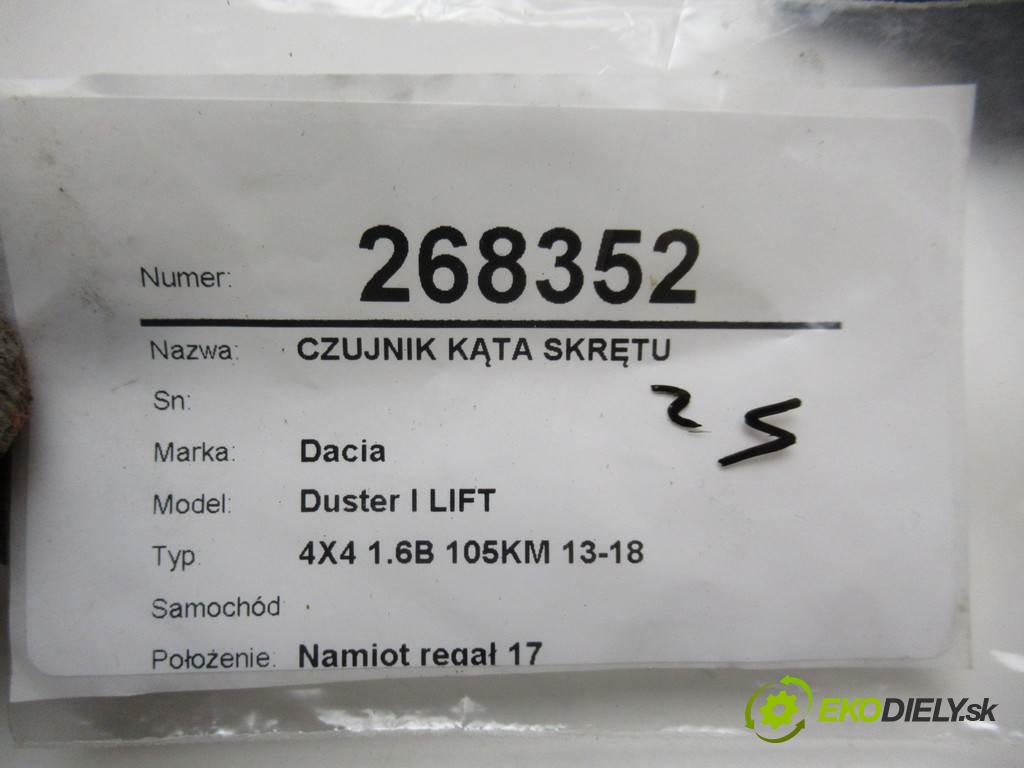 Numer: 268352
Nazwa: CZUJNIK KĄTA SKRĘTU
Sn:
Marka: Dacia
Model: Duster I LIFT
Typ: 4X4 1.6B 105KM 13-18
Samochód
Położenie: Namiot regał 17
EKODIELY.sk